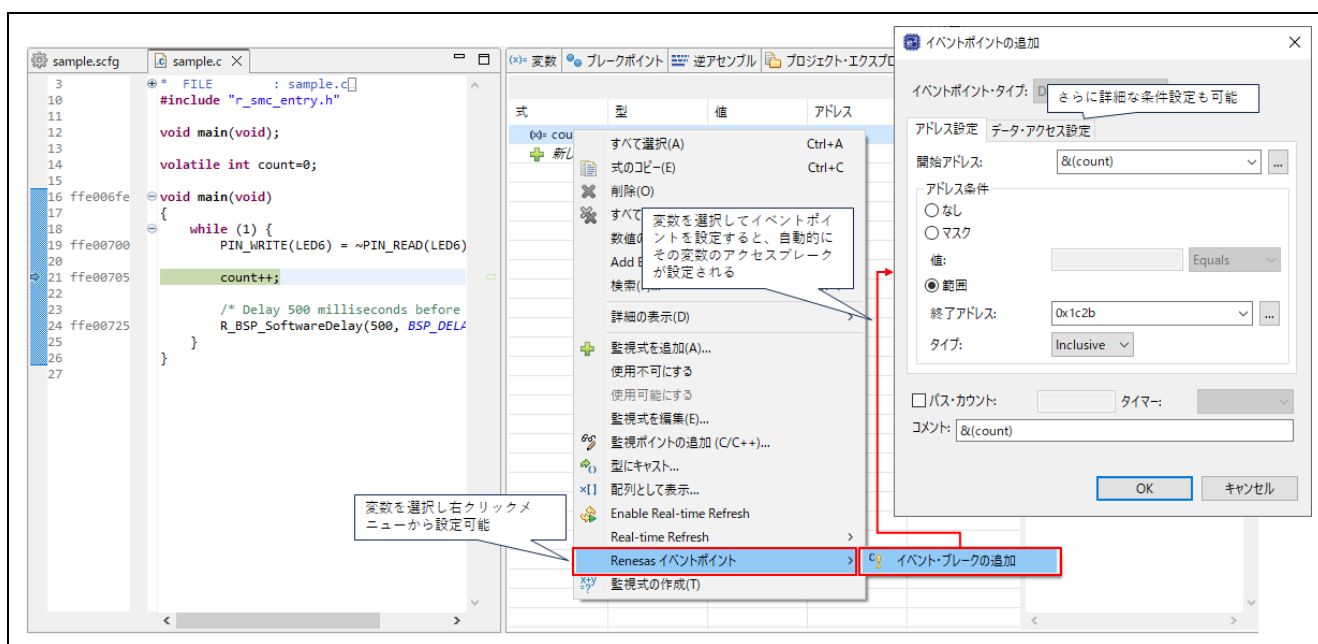 sample.scfg
sample.c
3 * FILE : sample.c
10 #include "r_smc_entry.h"
11
12 void main(void);
13
14 volatile int count=0;
15
16 ffe006fe void main(void)
17 {
18 while (1) {
19 ffe00700 PIN_WRITE(LED6) = ~PIN_READ(LED6)
20
21 ffe00705 count++;
22
23 /* Delay 500 milliseconds before
24 ffe00725 R_BSP_SoftwareDelay(500, BSP_DELA
25 }
26 }
27
変数を選択し右クリックメ
ニューから設定可能
(x)= 変数 ブレークポイント 逆アセンブル プロジェクト・エクスプロ
式 型 値 アドレス
(x)= cou
新し
すべて選択(A) Ctrl+A
式のコピー(E) Ctrl+C
削除(O)
すべて
数値の
Add E
検索(
詳細の表示(D)
監視式を追加(A)...
使用不可にする
使用可能にする
監視式を編集(E)...
監視ポイントの追加 (C/C++)...
型にキャスト...
×[] 配列として表示...
Enable Real-time Refresh
Real-time Refresh
Renesas イベントポイント
監視式の作成(T)
変数を選択してイベントポイ
ントを設定すると、自動的に
その変数のアクセスブレーク
が設定される
イベント・ブレークの追加
イベントポイントの追加
イベントポイント・タイプ: D
さらに詳細な条件設定も可能
アドレス設定 データ・アクセス設定
開始アドレス: &(count) ...
アドレス条件
なし
マスク
値: Equals
範囲
終了アドレス: 0x1c2b ...
タイプ: Inclusive
パス・カウント: タイマー:
コメント: &(count)
OK キャンセル